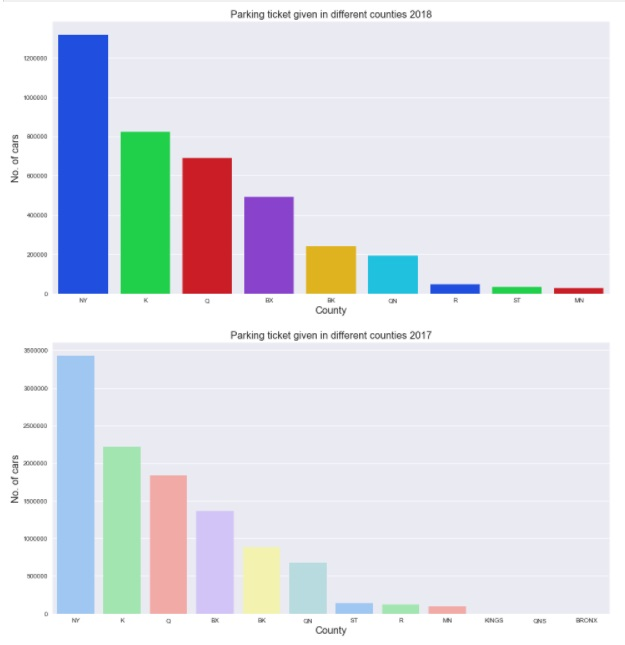 Parking ticket given in different counties 2018
No. of cars
1200000
1000000
800000
600000
400000
200000
0
NY K Q BX BK QN R ST MN
County
Parking ticket given in different counties 2017
No. of cars
3500000
3000000
2500000
2000000
1500000
1000000
500000
0
NY K Q BX BK QN ST R MN KINGS QNS BRONX
County